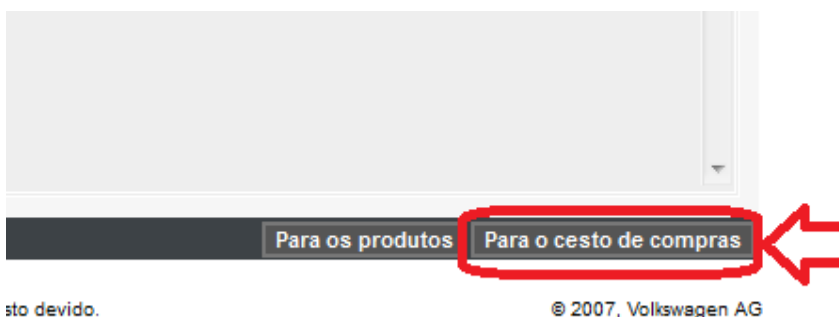 Para os produtos Para o cesto de compras
sto devido. © 2007, Volkswagen AG